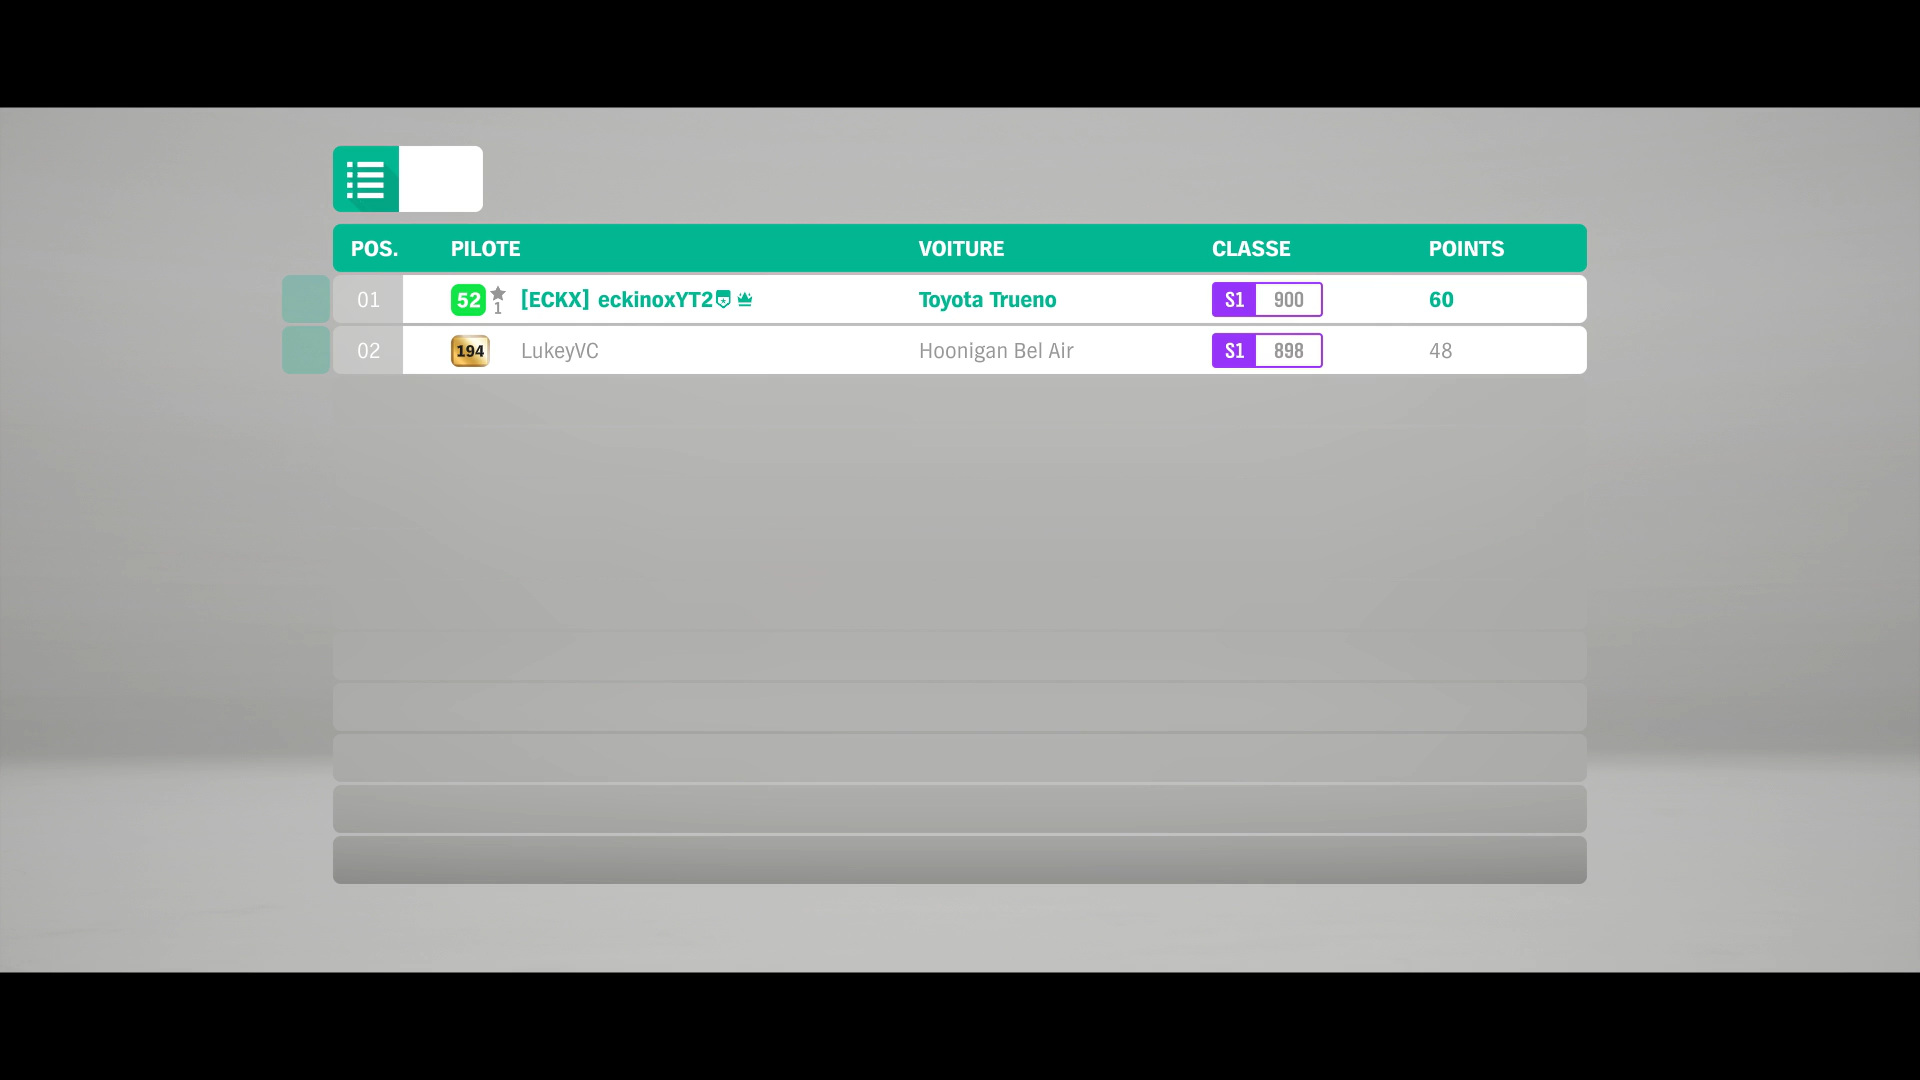 POS. PILOTE VOITURE CLASSE POINTS
01 52 1 [ECKX] eckinoxYT2 Toyota Trueno S1 900 60
02 194 LukeyVC Hoonigan Bel Air S1 898 48